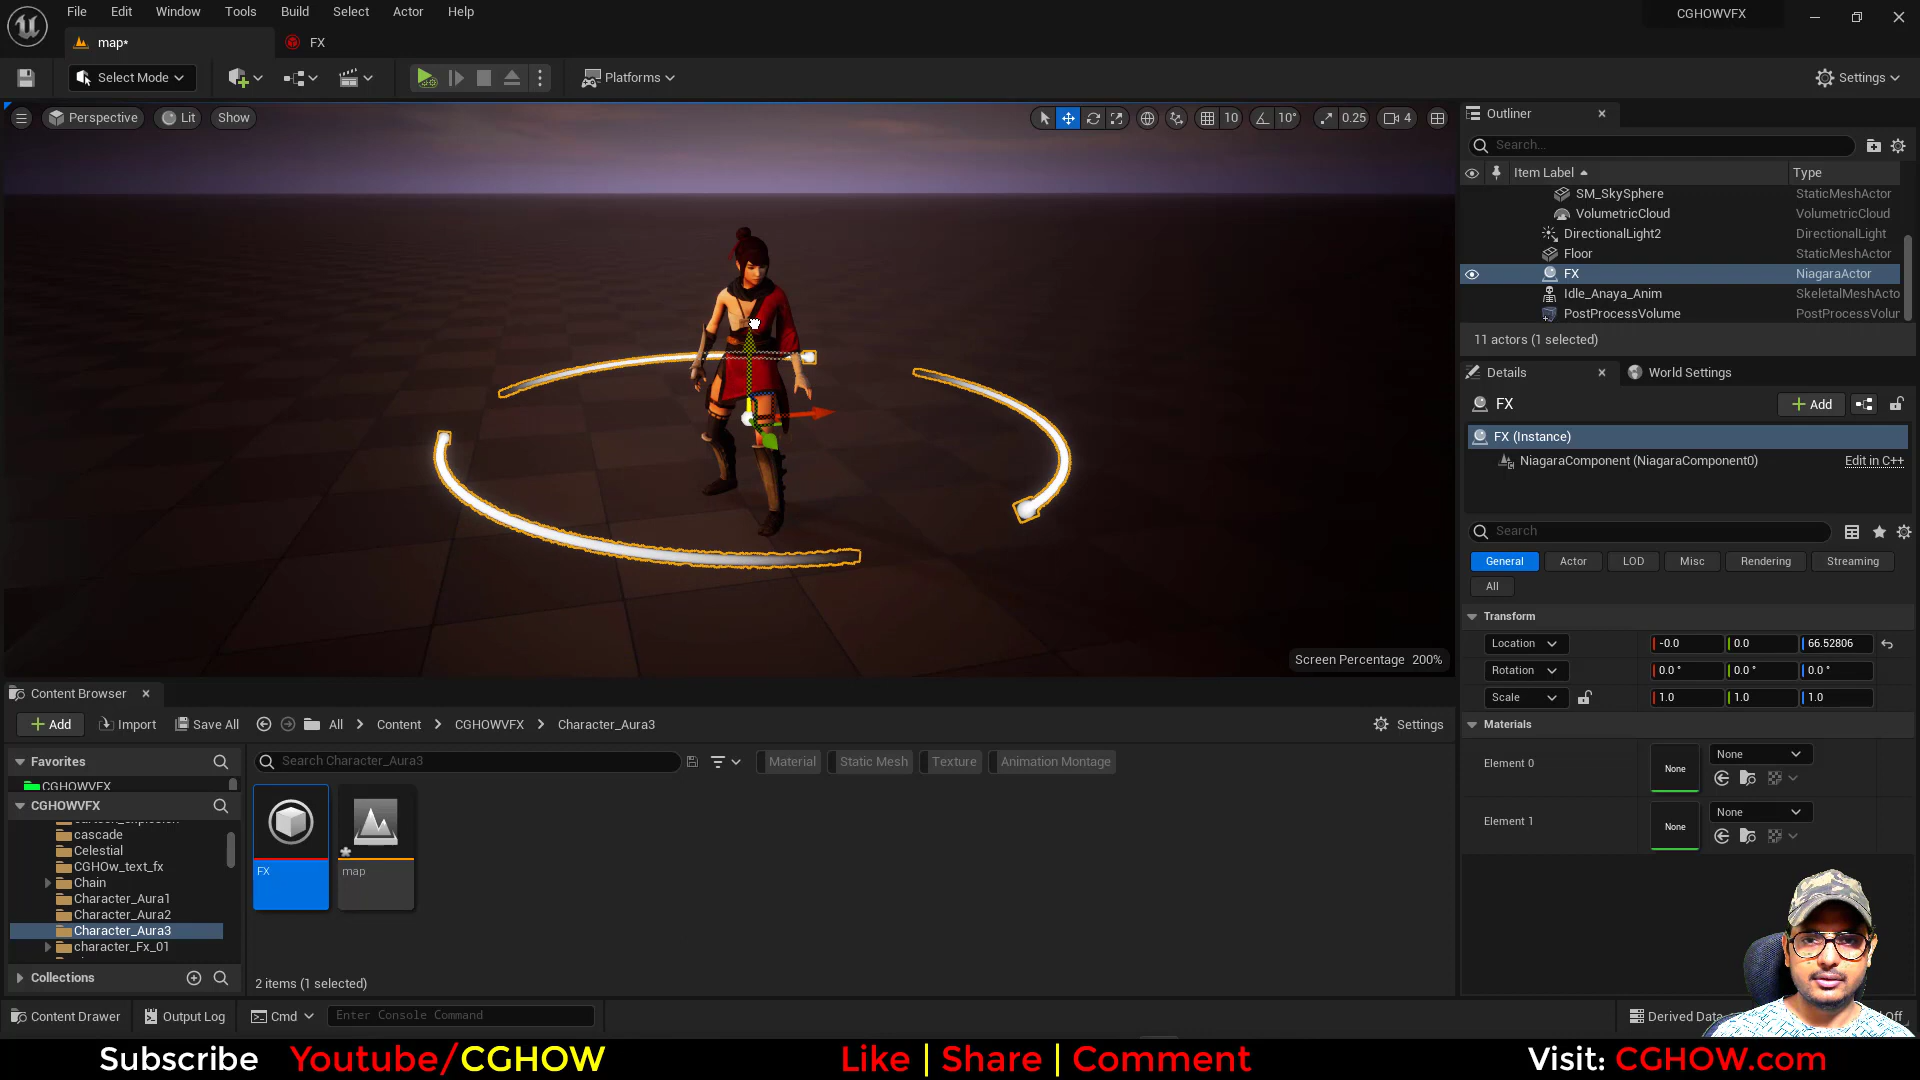 File Edit Window Tools Build Select Actor Help
CGHOWVFX
map*
FX
Select Mode
Platforms
Settings
Perspective
Lit
Show
10
10°
0.25
4
Outliner
Search...
Item Label
Type
SM_SkySphere StaticMeshActor
VolumetricCloud VolumetricCloud
DirectionalLight2 DirectionalLight
Floor StaticMeshActor
FX NiagaraActor
Idle_Anaya_Anim SkeletalMeshActo
PostProcessVolume PostProcessVolur
11 actors (1 selected)
Details
World Settings
FX
Add
FX (Instance)
NiagaraComponent (NiagaraComponent0) Edit in C++
Search
General Actor LOD Misc Rendering Streaming
All
Transform
Location -0.0 0.0 66.52806
Rotation 0.0 ° 0.0 ° 0.0 °
Scale 1.0 1.0 1.0
Materials
Element 0 None None
Element 1 None None
Screen Percentage 200%
Content Browser
Add Import Save All All Content CGHOWVFX Character_Aura3 Settings
Favorites
CGHOWVFX
CGHOWVFX
cascade
Celestial
CGHOw_text_fx
Chain
Character_Aura1
Character_Aura2
Character_Aura3
character_Fx_01
Collections
Search Character_Aura3
Material Static Mesh Texture Animation Montage
FX
map
2 items (1 selected)
Content Drawer Output Log Cmd Enter Console Command
Derived Data
Off
Subscribe Youtube/CGHOW Like | Share | Comment Visit: CGHOW.com